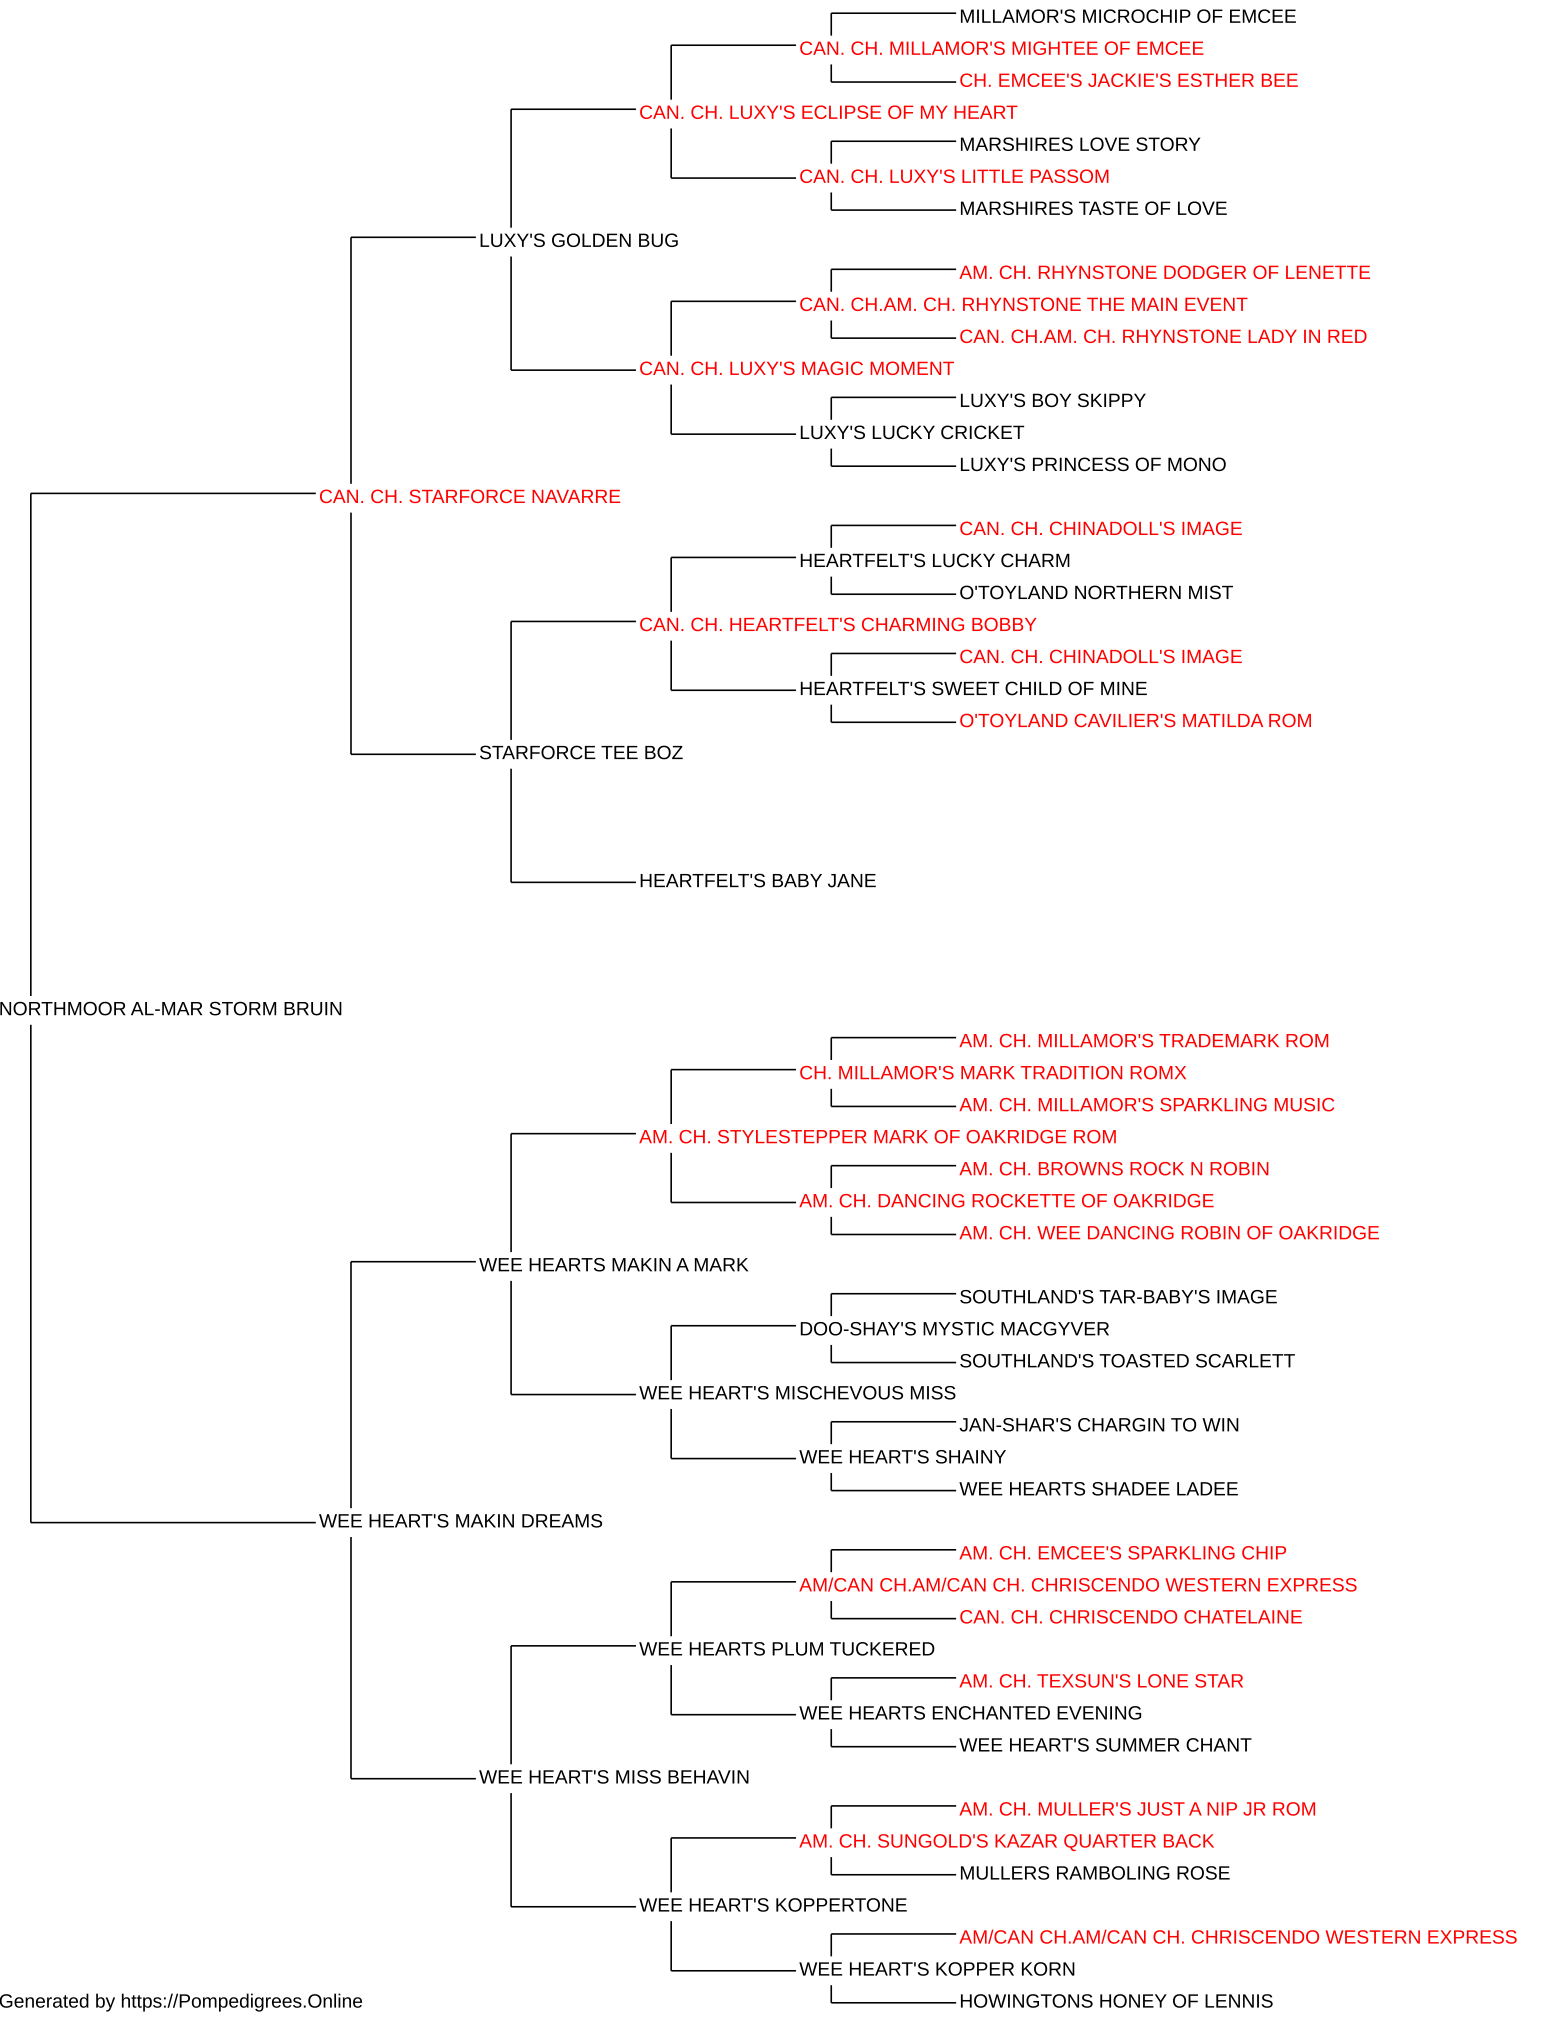 MILLAMOR'S MICROCHIP OF EMCEE
CAN. CH. MILLAMOR'S MIGHTEE OF EMCEE
CH. EMCEE'S JACKIE'S ESTHER BEE
CAN. CH. LUXY'S ECLIPSE OF MY HEART
MARSHIRES LOVE STORY
CAN. CH. LUXY'S LITTLE PASSOM
MARSHIRES TASTE OF LOVE
LUXY'S GOLDEN BUG
AM. CH. RHYNSTONE DODGER OF LENETTE
CAN. CH.AM. CH. RHYNSTONE THE MAIN EVENT
CAN. CH.AM. CH. RHYNSTONE LADY IN RED
CAN. CH. LUXY'S MAGIC MOMENT
LUXY'S BOY SKIPPY
LUXY'S LUCKY CRICKET
LUXY'S PRINCESS OF MONO
CAN. CH. STARFORCE NAVARRE
CAN. CH. CHINADOLL'S IMAGE
HEARTFELT'S LUCKY CHARM
O'TOYLAND NORTHERN MIST
CAN. CH. HEARTFELT'S CHARMING BOBBY
CAN. CH. CHINADOLL'S IMAGE
HEARTFELT'S SWEET CHILD OF MINE
O'TOYLAND CAVILIER'S MATILDA ROM
STARFORCE TEE BOZ
HEARTFELT'S BABY JANE
NORTHMOOR AL-MAR STORM BRUIN
AM. CH. MILLAMOR'S TRADEMARK ROM
CH. MILLAMOR'S MARK TRADITION ROMX
AM. CH. MILLAMOR'S SPARKLING MUSIC
AM. CH. STYLESTEPPER MARK OF OAKRIDGE ROM
AM. CH. BROWNS ROCK N ROBIN
AM. CH. DANCING ROCKETTE OF OAKRIDGE
AM. CH. WEE DANCING ROBIN OF OAKRIDGE
WEE HEARTS MAKIN A MARK
SOUTHLAND'S TAR-BABY'S IMAGE
DOO-SHAY'S MYSTIC MACGYVER
SOUTHLAND'S TOASTED SCARLETT
WEE HEART'S MISCHEVOUS MISS
JAN-SHAR'S CHARGIN TO WIN
WEE HEART'S SHAINY
WEE HEARTS SHADEE LADEE
WEE HEART'S MAKIN DREAMS
AM. CH. EMCEE'S SPARKLING CHIP
AM/CAN CH.AM/CAN CH. CHRISCENDO WESTERN EXPRESS
CAN. CH. CHRISCENDO CHATELAINE
WEE HEARTS PLUM TUCKERED
AM. CH. TEXSUN'S LONE STAR
WEE HEARTS ENCHANTED EVENING
WEE HEART'S SUMMER CHANT
WEE HEART'S MISS BEHAVIN
AM. CH. MULLER'S JUST A NIP JR ROM
AM. CH. SUNGOLD'S KAZAR QUARTER BACK
MULLERS RAMBOLING ROSE
WEE HEART'S KOPPERTONE
AM/CAN CH.AM/CAN CH. CHRISCENDO WESTERN EXPRESS
WEE HEART'S KOPPER KORN
HOWINGTONS HONEY OF LENNIS
Generated by https://Pompedigrees.Online